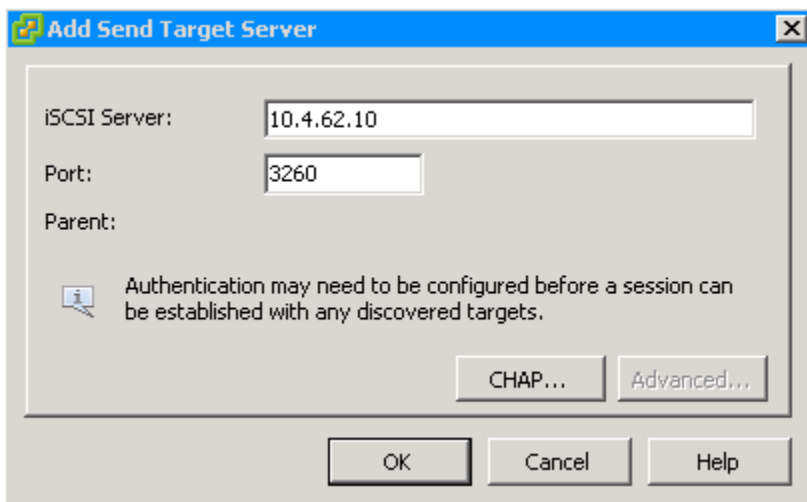 Add Send Target Server
iSCSI Server:
10.4.62.10
Port:
3260
Parent:
Authentication may need to be configured before a session can
be established with any discovered targets.
CHAP...
Advanced...
OK
Cancel
Help